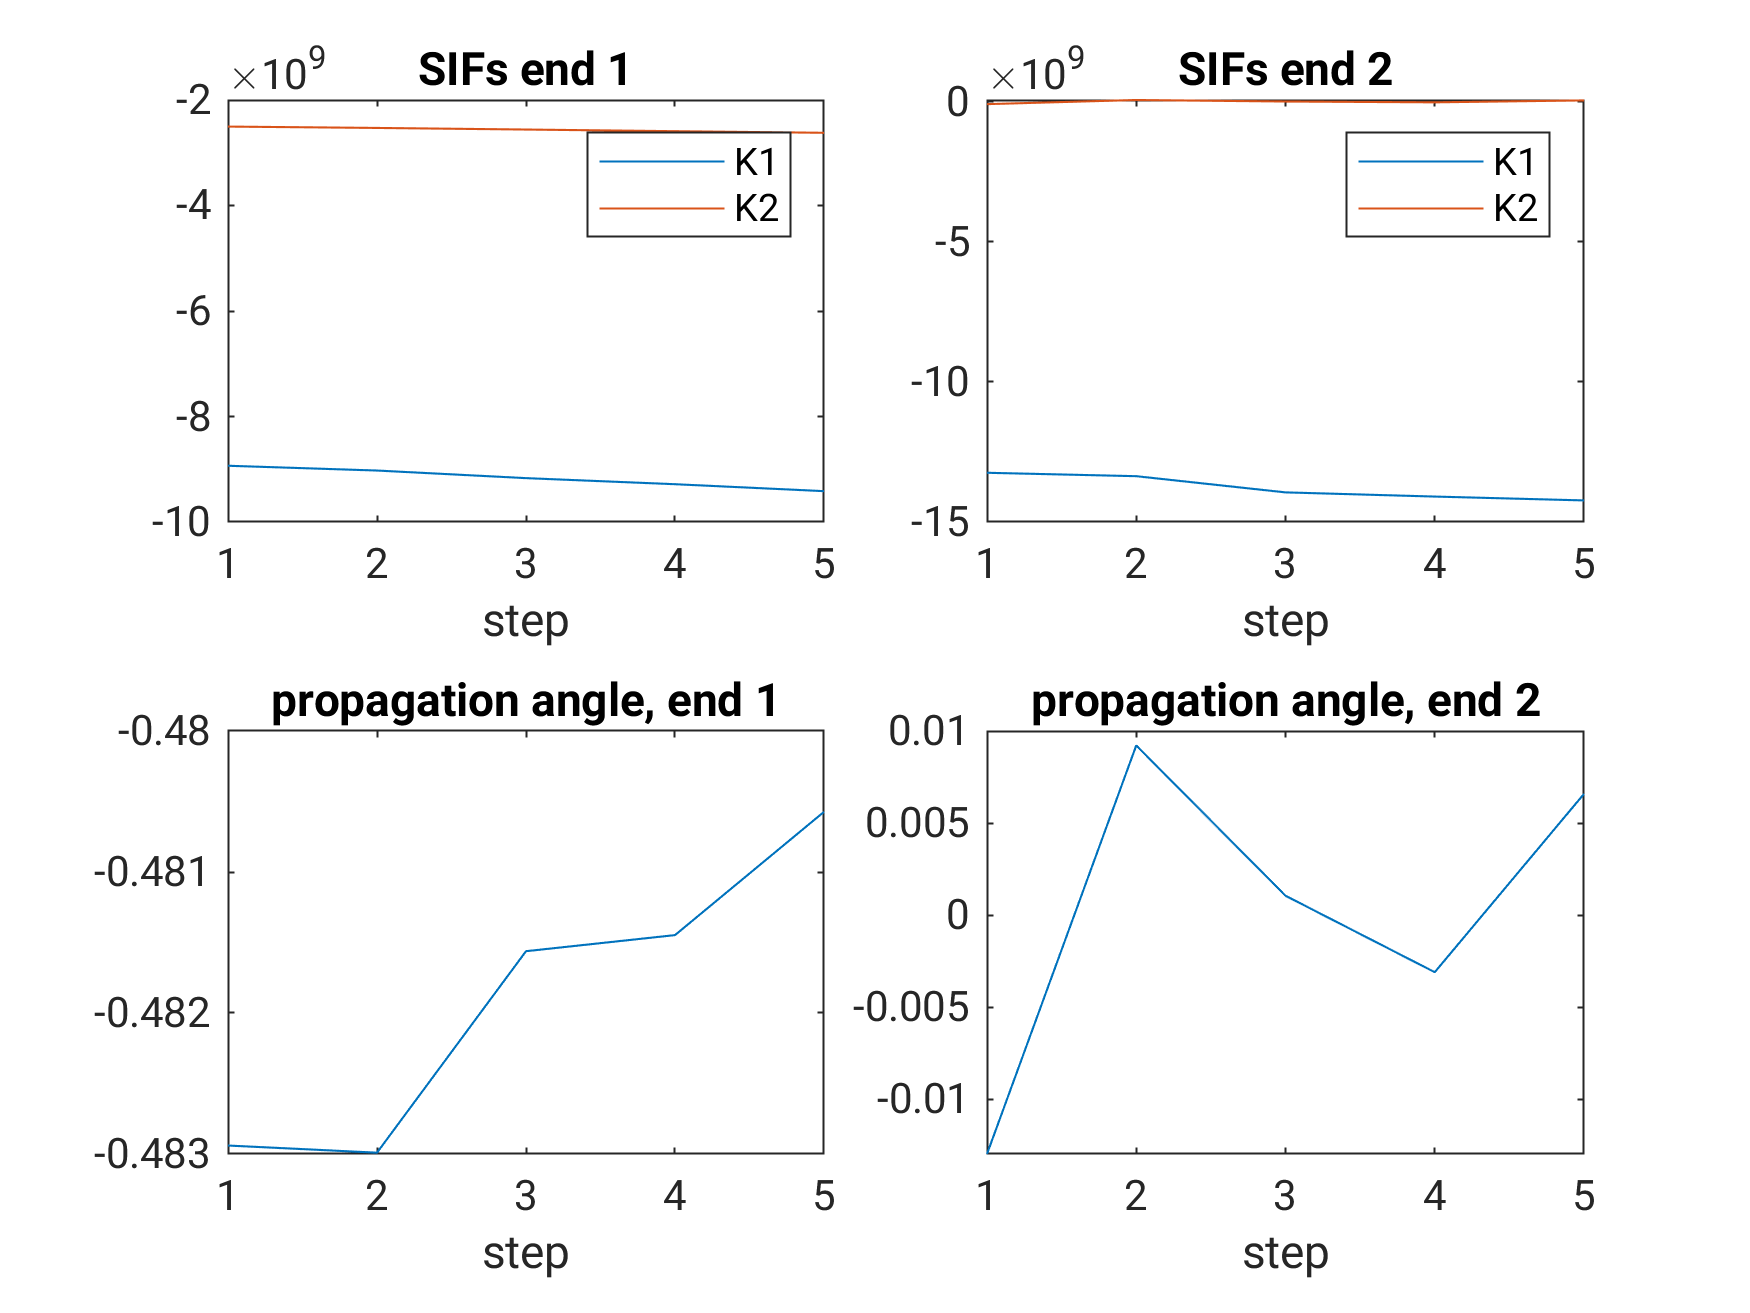 SIFs end 1
×10^9
-2
-4
-6
-8
-10
1 2 3 4 5
step
K1
K2
SIFs end 2
×10^9
0
-5
-10
-15
1 2 3 4 5
step
K1
K2
propagation angle, end 1
-0.48
-0.481
-0.482
-0.483
1 2 3 4 5
step
propagation angle, end 2
0.01
0.005
0
-0.005
-0.01
1 2 3 4 5
step